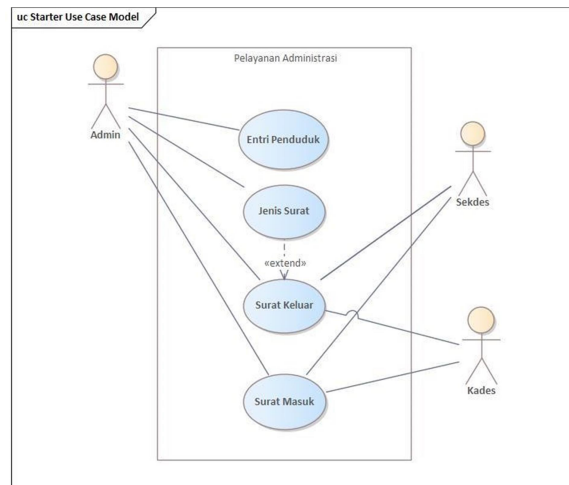 uc Starter Use Case Model
Pelayanan Administrasi
Admin
Entri Penduduk
Jenis Surat
«extend»
Surat Keluar
Surat Masuk
Sekdes
Kades